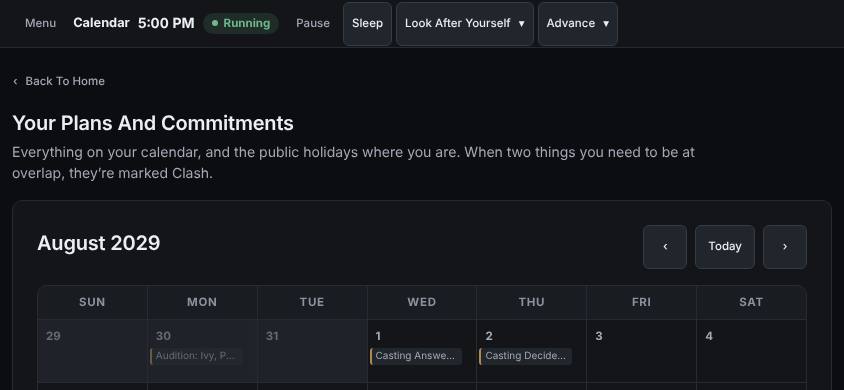 Menu Calendar 5:00 PM Running Pause Sleep Look After Yourself ▾ Advance ▾
‹ Back To Home
Your Plans And Commitments
Everything on your calendar, and the public holidays where you are. When two things you need to be at
overlap, they're marked Clash.
August 2029 ‹ Today ›
SUN MON TUE WED THU FRI SAT
29 30 31 1 2 3 4
Audition: Ivy, P... Casting Answe... Casting Decide...